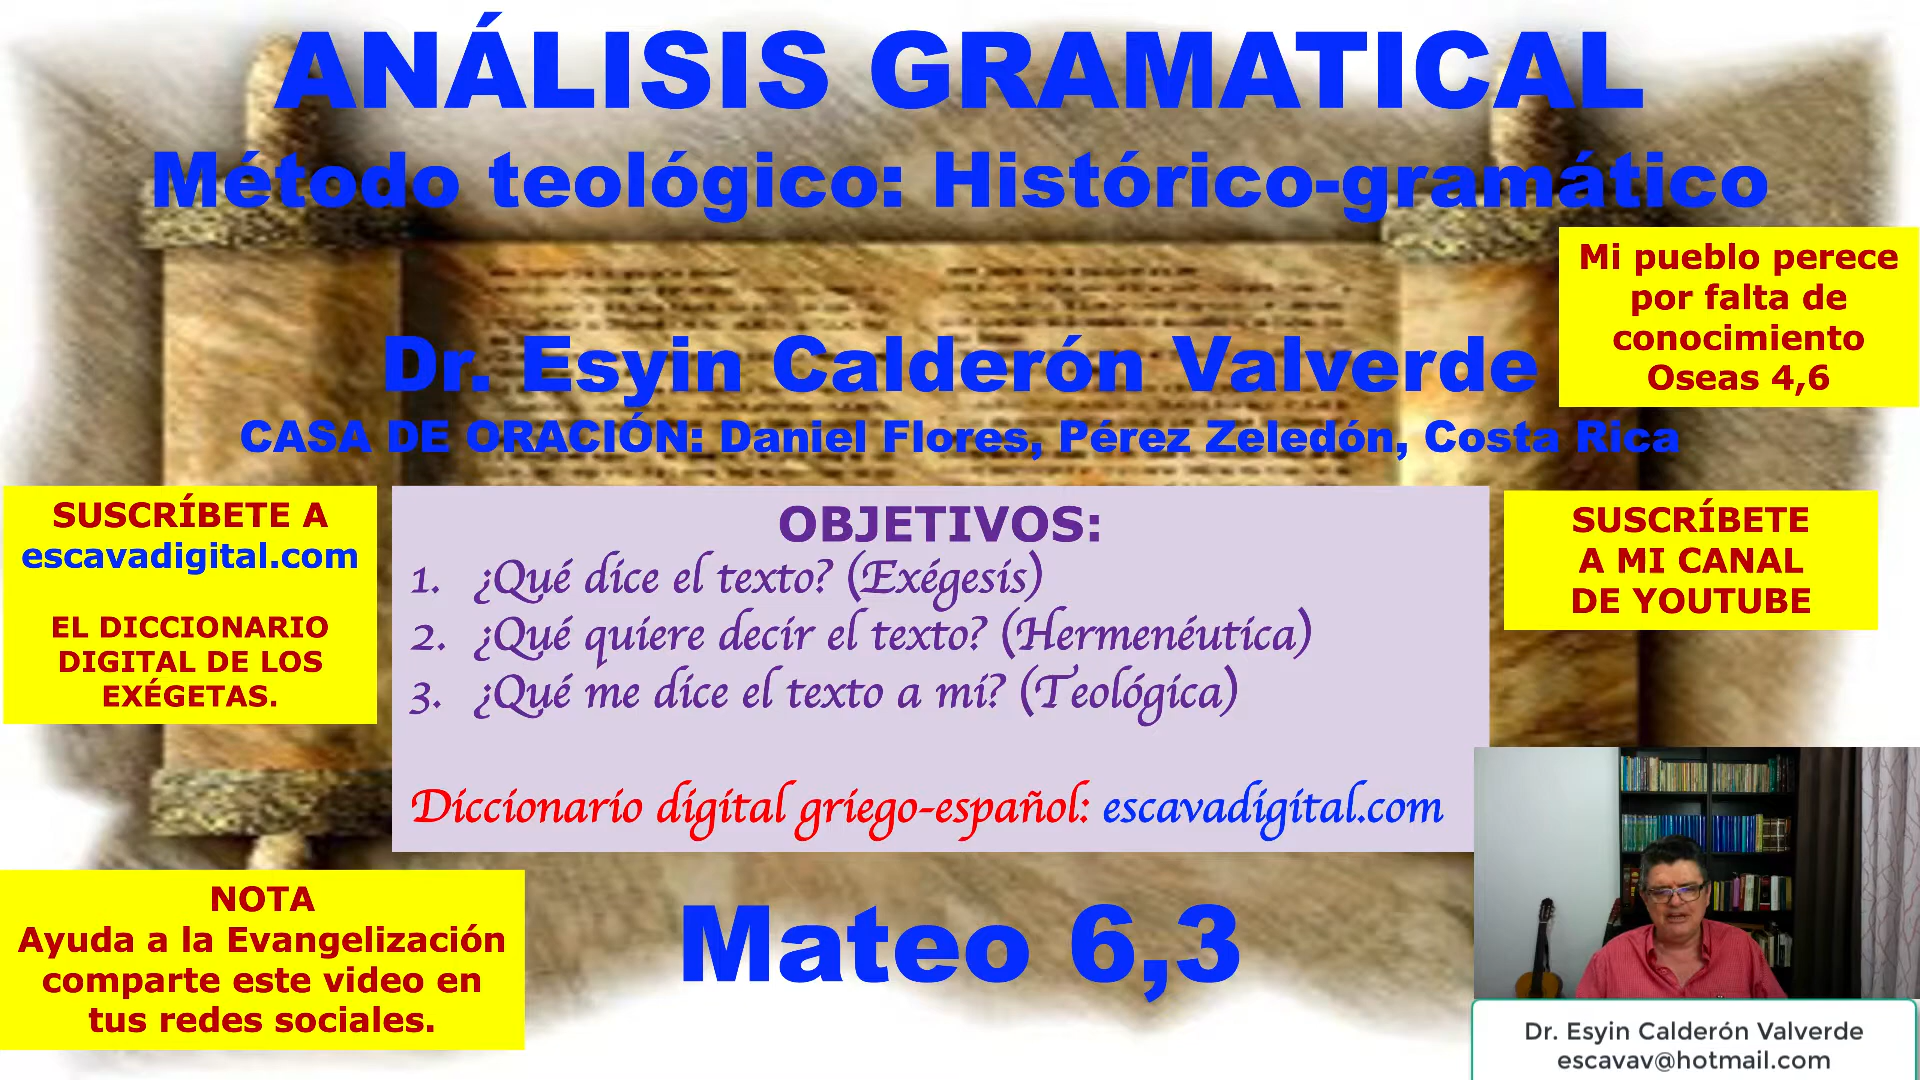 ANÁLISIS GRAMATICAL
Método teológico: Histórico-gramático
Mi pueblo perece
por falta de
conocimiento
Oseas 4,6
Dr. Esyin Calderón Valverde
CASA DE ORACIÓN: Daniel Flores, Pérez Zeledón, Costa Rica
SUSCRÍBETE A
escavadigital.com
EL DICCIONARIO
DIGITAL DE LOS
EXÉGETAS.
OBJETIVOS:
1. ¿Qué dice el texto? (Exégesis)
2. ¿Qué quiere decir el texto? (Hermenéutica)
3. ¿Qué me dice el texto a mí? (Teológica)
Diccionario digital griego-español: escavadigital.com
SUSCRÍBETE
A MI CANAL
DE YOUTUBE
NOTA
Ayuda a la Evangelización
comparte este video en
tus redes sociales.
Mateo 6,3
Dr. Esyin Calderón Valverde
escavav@hotmail.com